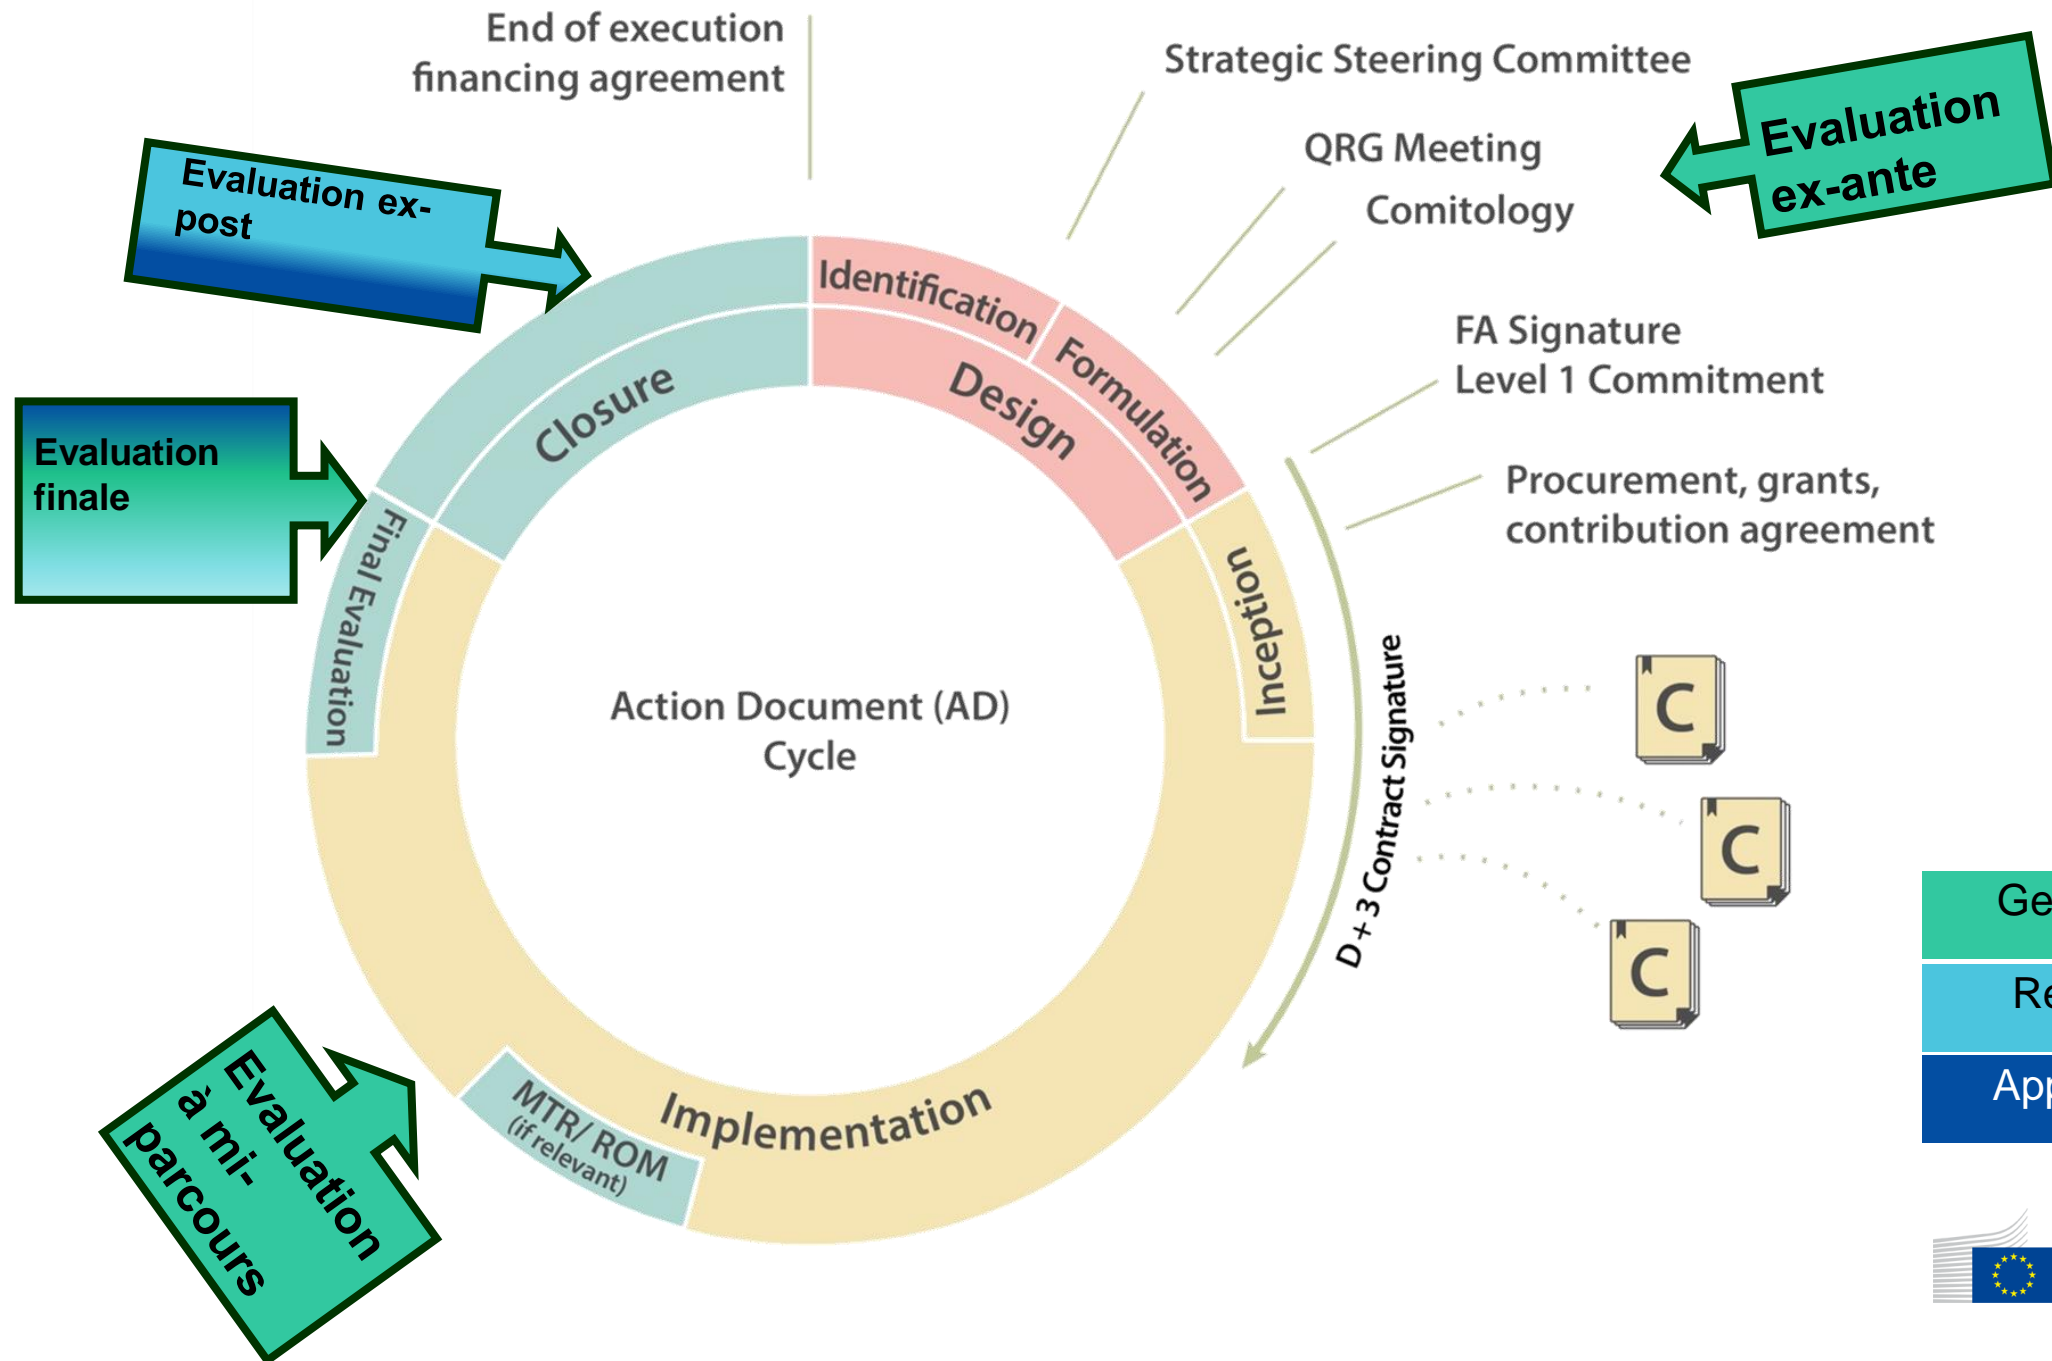 End of execution
financing agreement
Strategic Steering Committee
QRG Meeting
Comitology
Evaluation
ex-ante
Evaluation ex-
post
Identification
Formulation
Closure
Design
FA Signature
Level 1 Commitment
Evaluation
finale
Procurement, grants,
contribution agreement
Final Evaluation
Inception
Action Document (AD)
Cycle
D + 3 Contract Signature
C
C
C
Implementation
MTR/ ROM
(if relevant)
Evaluation
à mi-
parcours